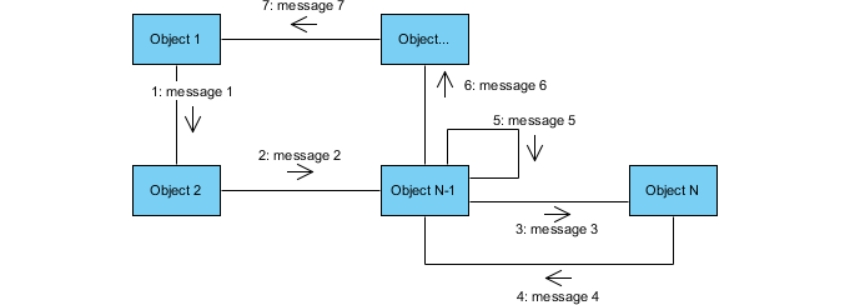 7: message 7
Object 1
Object...
1: message 1
6: message 6
5: message 5
2: message 2
Object 2
Object N-1
Object N
3: message 3
4: message 4